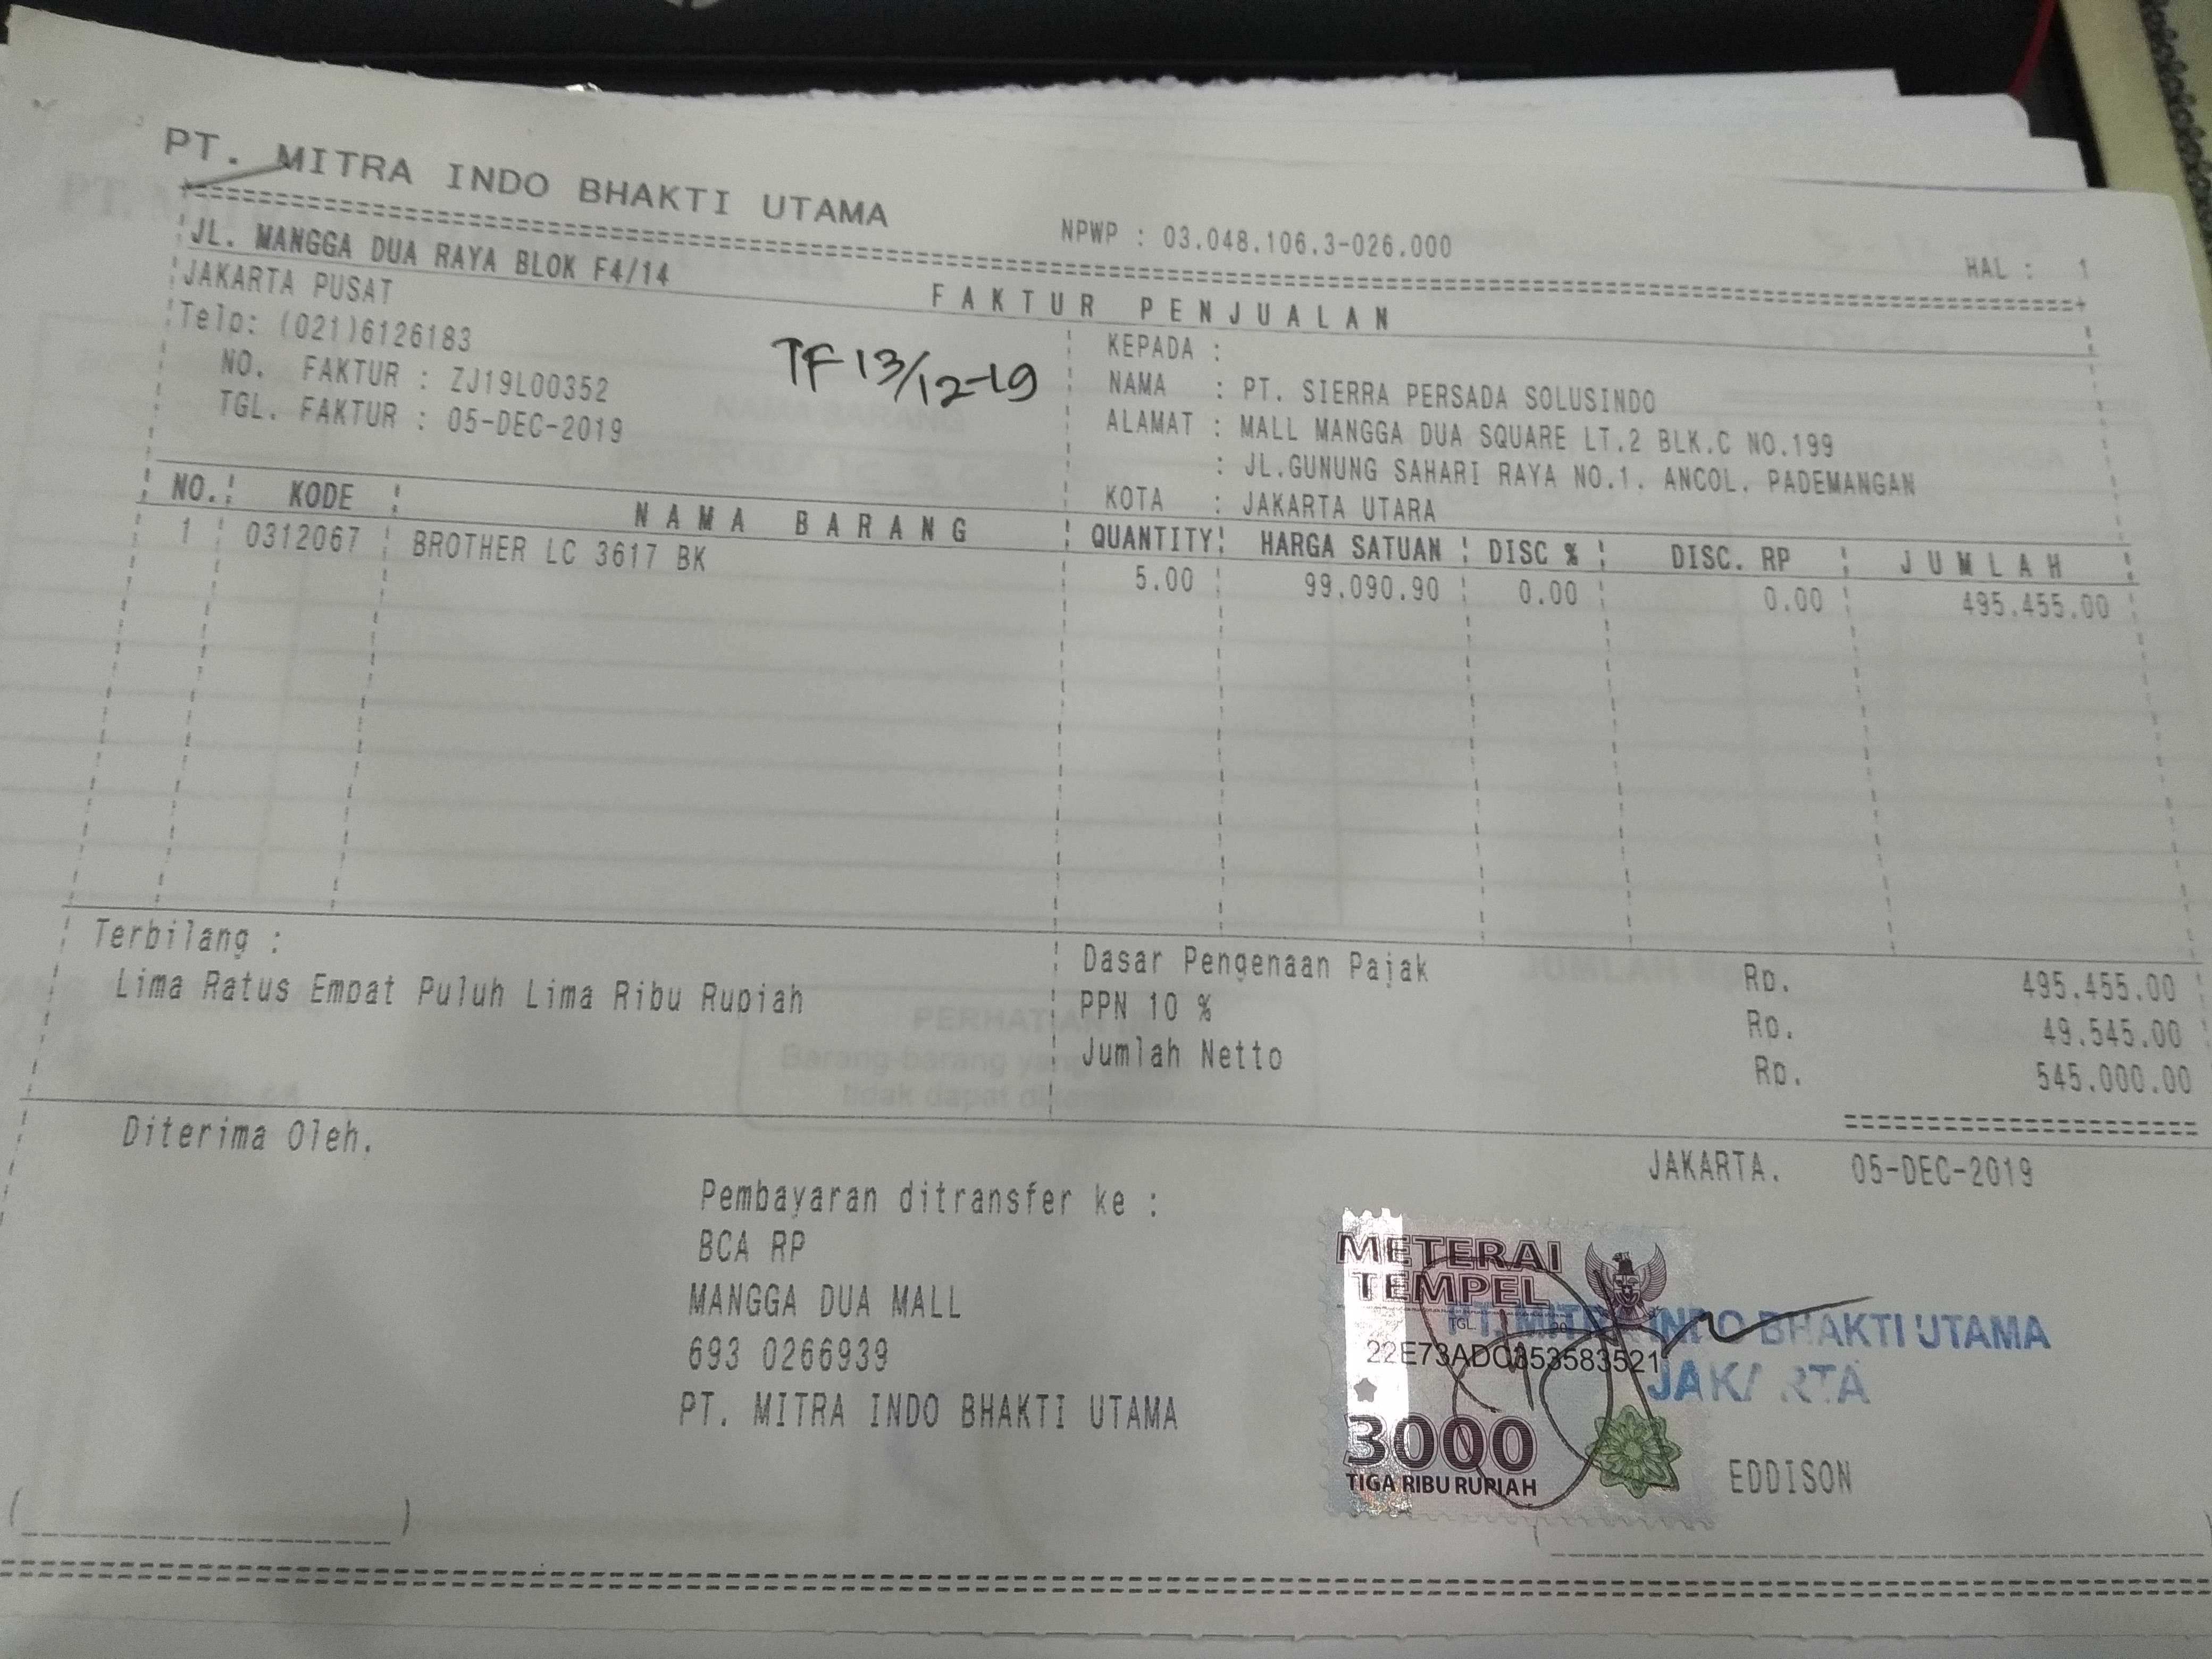 PT. MITRA INDO BHAKTI UTAMA
NPWP : 03.048.106.3-026.000
HAL : 1
JL. MANGGA DUA RAYA BLOK F4/14
JAKARTA PUSAT
Telp: (021)6126183
NO. FAKTUR : ZJ19L00352
TGL. FAKTUR : 05-DEC-2019
TF 13/12-19
FAKTUR PENJUALAN
KEPADA :
NAMA : PT. SIERRA PERSADA SOLUSINDO
ALAMAT : MALL MANGGA DUA SQUARE LT.2 BLK.C NO.199
: JL.GUNUNG SAHARI RAYA NO.1. ANCOL. PADEMANGAN
KOTA : JAKARTA UTARA
NO. KODE NAMA BARANG QUANTITY HARGA SATUAN DISC % DISC. RP JUMLAH
1 0312067 BROTHER LC 3617 BK 5.00 99.090.90 0.00 0.00 495.455.00
Terbilang :
Lima Ratus Empat Puluh Lima Ribu Rupiah
Dasar Pengenaan Pajak Rp. 495.455.00
PPN 10 % Rp. 49.545.00
Jumlah Netto Rp. 545.000.00
Diterima Oleh.
JAKARTA. 05-DEC-2019
Pembayaran ditransfer ke :
BCA RP
MANGGA DUA MALL
693 0266939
PT. MITRA INDO BHAKTI UTAMA
METERAI
TEMPEL
TGL.
PT. MITRA INDO BHAKTI UTAMA
JAKARTA
3000
TIGA RIBU RUPIAH
EDDISON